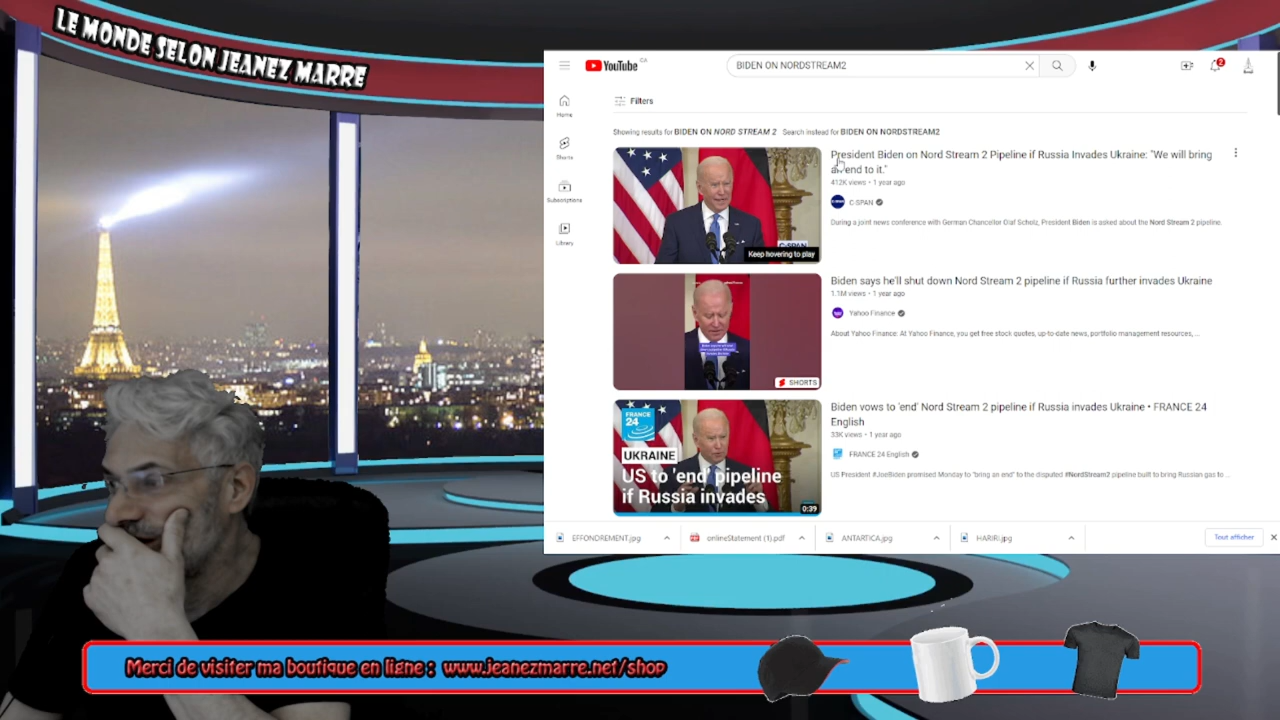 LE MONDE SELON JEANEZ MARRE
YouTube CA
BIDEN ON NORDSTREAM2
2
Home
Shorts
Subscriptions
Library
Filters
Showing results for BIDEN ON NORD STREAM 2 Search instead for BIDEN ON NORDSTREAM2
President Biden on Nord Stream 2 Pipeline if Russia Invades Ukraine: "We will bring
an end to it."
412K views • 1 year ago
C-SPAN
During a joint news conference with German Chancellor Olaf Scholz, President Biden is asked about the Nord Stream 2 pipeline.
C-SPAN
Keep hovering to play
Biden says he'll shut down Nord Stream 2 pipeline if Russia further invades Ukraine
1.1M views • 1 year ago
Yahoo Finance
About Yahoo Finance: At Yahoo Finance, you get free stock quotes, up-to-date news, portfolio management resources, ...
SHORTS
Biden vows to 'end' Nord Stream 2 pipeline if Russia invades Ukraine • FRANCE 24
English
33K views • 1 year ago
FRANCE 24 English
US President #JoeBiden promised Monday to "bring an end" to the disputed #NordStream2 pipeline built to bring Russian gas to ...
FRANCE
24
UKRAINE
US to 'end' pipeline
if Russia invades
0:39
EFFONDREMENT.jpg
onlineStatement (1).pdf
ANTARTICA.jpg
HARIRI.jpg
Tout afficher
Merci de visiter ma boutique en ligne : www.jeanezmarre.net/shop